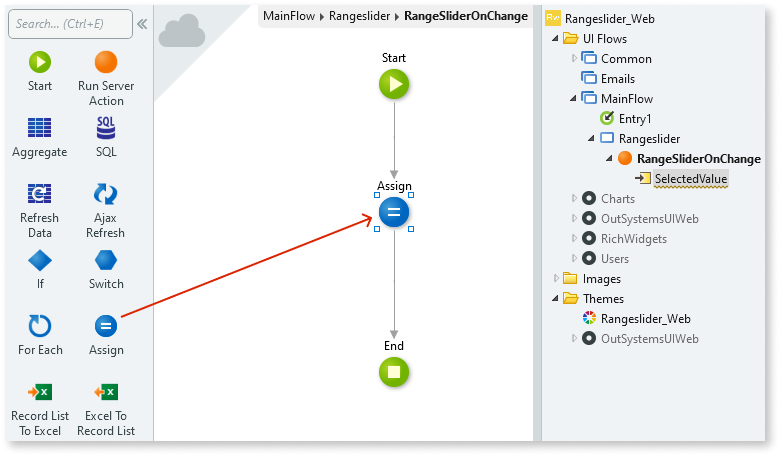 Search... (Ctrl+E)
Start
Run Server
Action
Aggregate
SQL
SQL
Refresh
Data
Ajax
Refresh
If
Switch
For Each
Assign
Record List
To Excel
Excel To
Record List
MainFlow Rangeslider RangeSliderOnChange
Start
Assign
End
Rw Rangeslider_Web
UI Flows
Common
Emails
MainFlow
Entry1
Rangeslider
RangeSliderOnChange
SelectedValue
Charts
OutSystemsUIWeb
RichWidgets
Users
Images
Themes
Rangeslider_Web
OutSystemsUIWeb